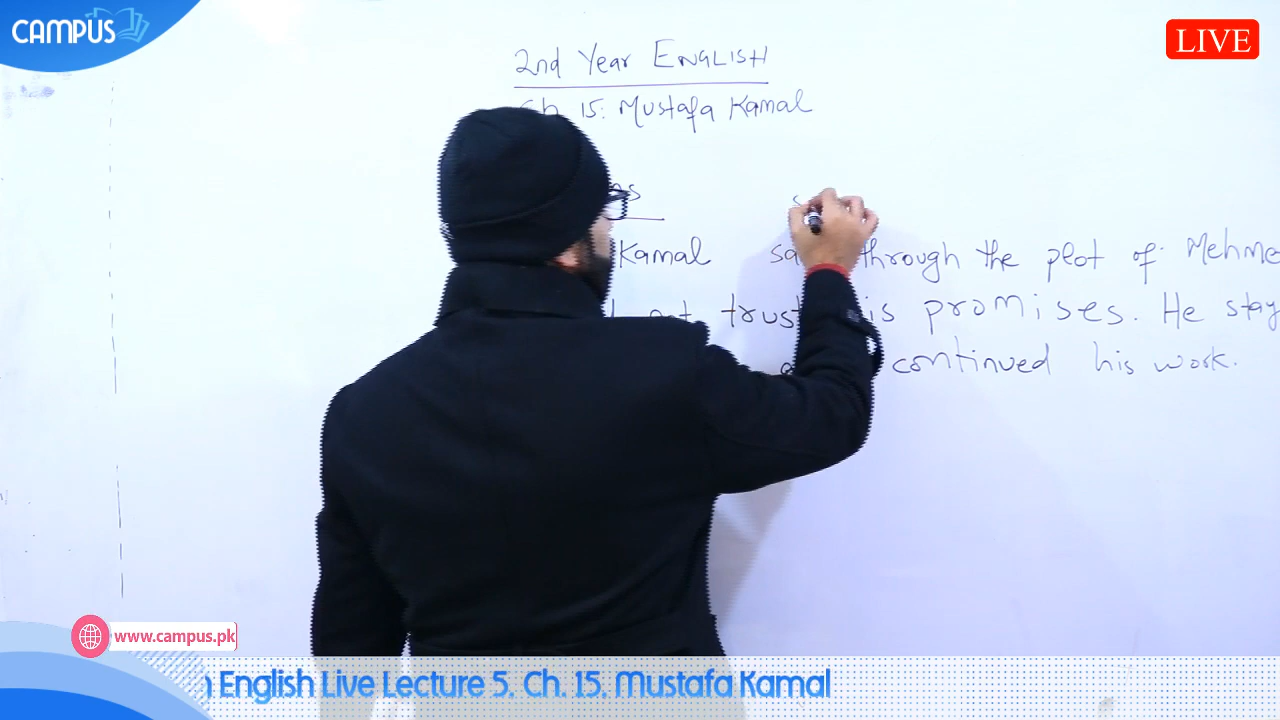 CAMPUS
LIVE
2nd Year ENGLISH
Ch 15: Mustafa Kamal
Kamal through the plot of Mehme
trust is promises. He stay
continued his work.
www.campus.pk
English Live Lecture 5. Ch. 15. Mustafa Kamal